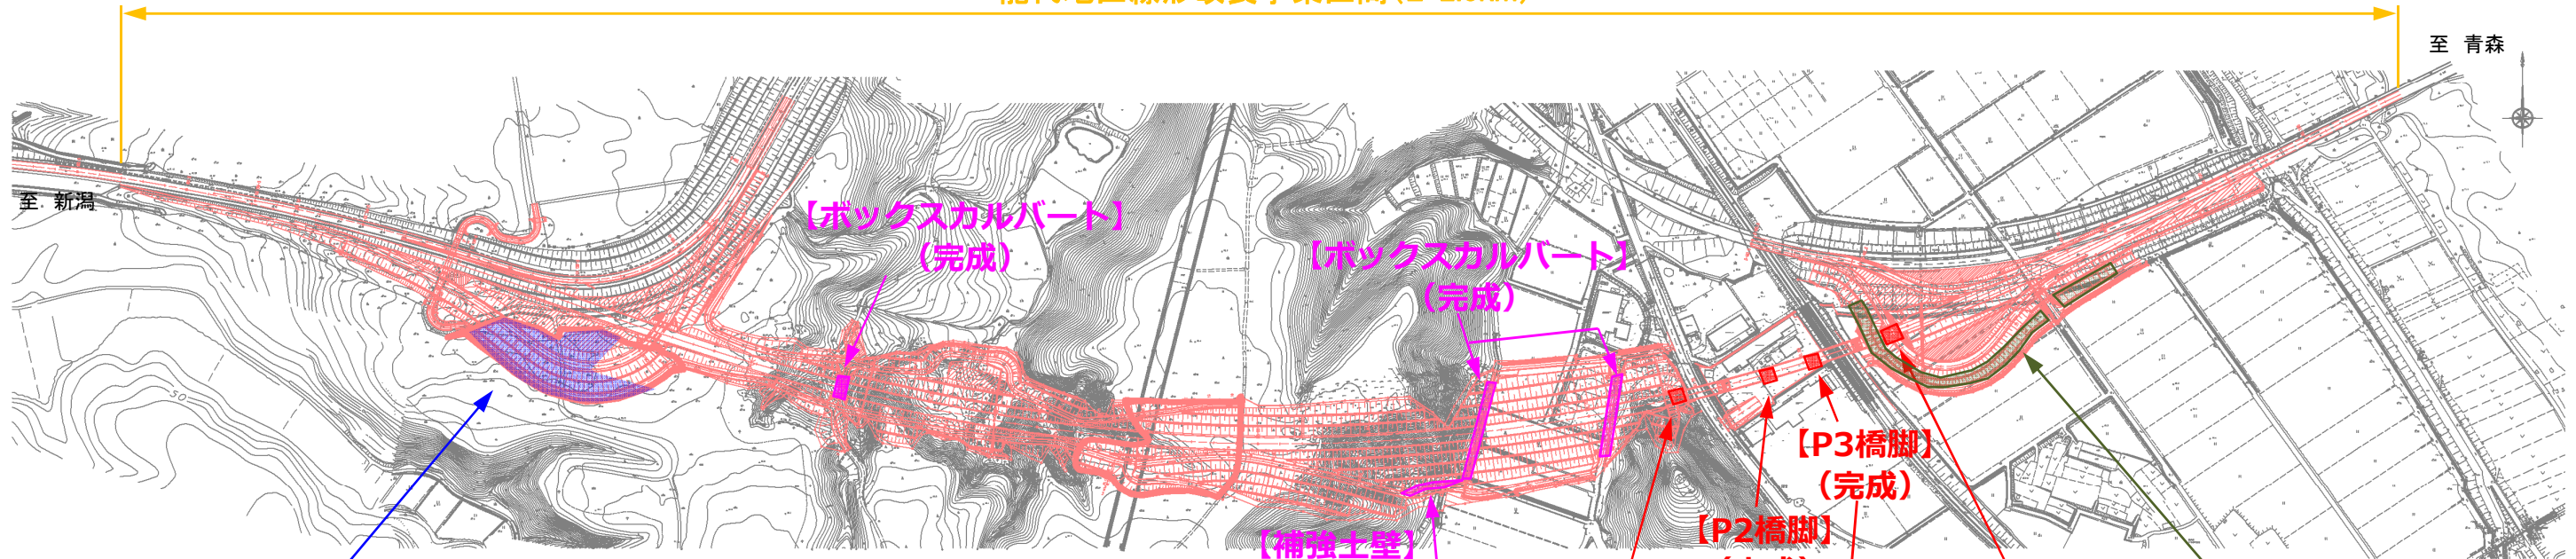 至 青森
至 新潟
【ボックスカルバート】
(完成)
【ボックスカルバート】
(完成)
50
【P3橋脚】
(完成)
【P2橋脚】
【補強土壁】